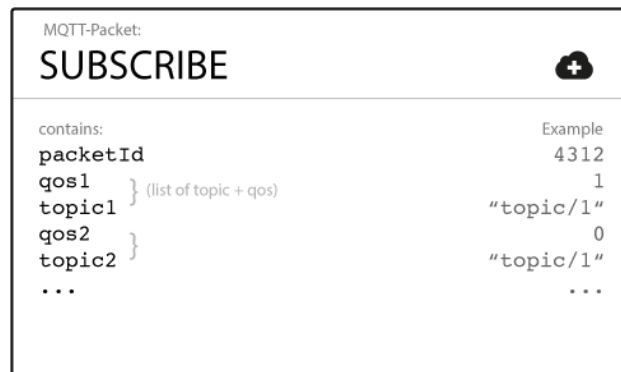 MQTT-Packet:
SUBSCRIBE
contains: Example
packetId 4312
qos1 1
(list of topic + qos)
topic1 “topic/1“
qos2 0
topic2 “topic/1“
... ...